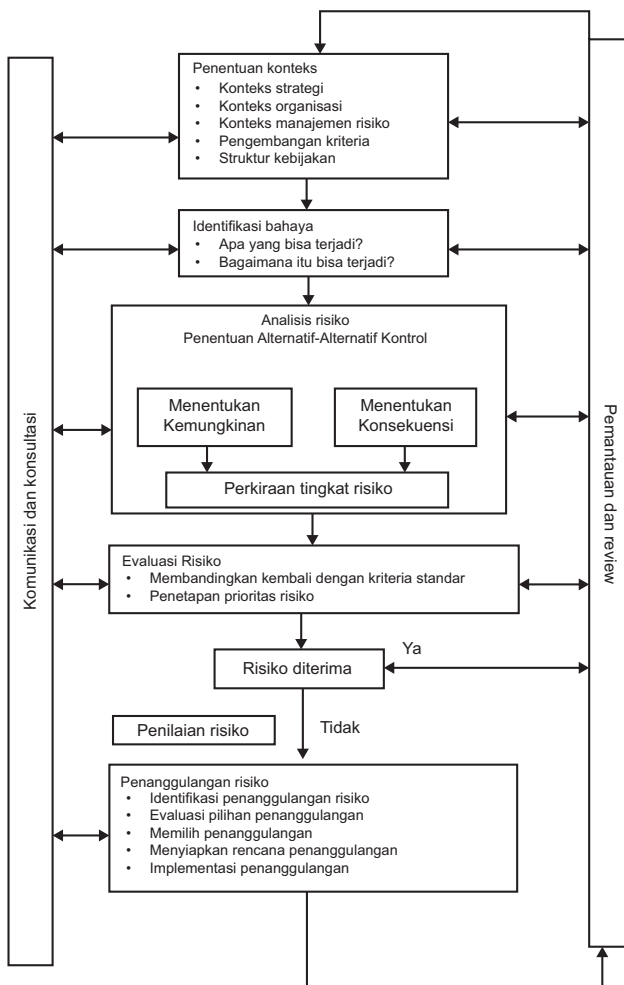 Penentuan konteks
• Konteks strategi
• Konteks organisasi
• Konteks manajemen risiko
• Pengembangan kriteria
• Struktur kebijakan
Identifikasi bahaya
• Apa yang bisa terjadi?
• Bagaimana itu bisa terjadi?
Analisis risiko
Penentuan Alternatif-Alternatif Kontrol
Menentukan
Kemungkinan
Menentukan
Konsekuensi
Perkiraan tingkat risiko
Evaluasi Risiko
• Membandingkan kembali dengan kriteria standar
• Penetapan prioritas risiko
Risiko diterima
Ya
Penilaian risiko
Tidak
Penanggulangan risiko
• Identifikasi penanggulangan risiko
• Evaluasi pilihan penanggulangan
• Memilih penanggulangan
• Menyiapkan rencana penanggulangan
• Implementasi penanggulangan
Komunikasi dan konsultasi
Pemantauan dan review